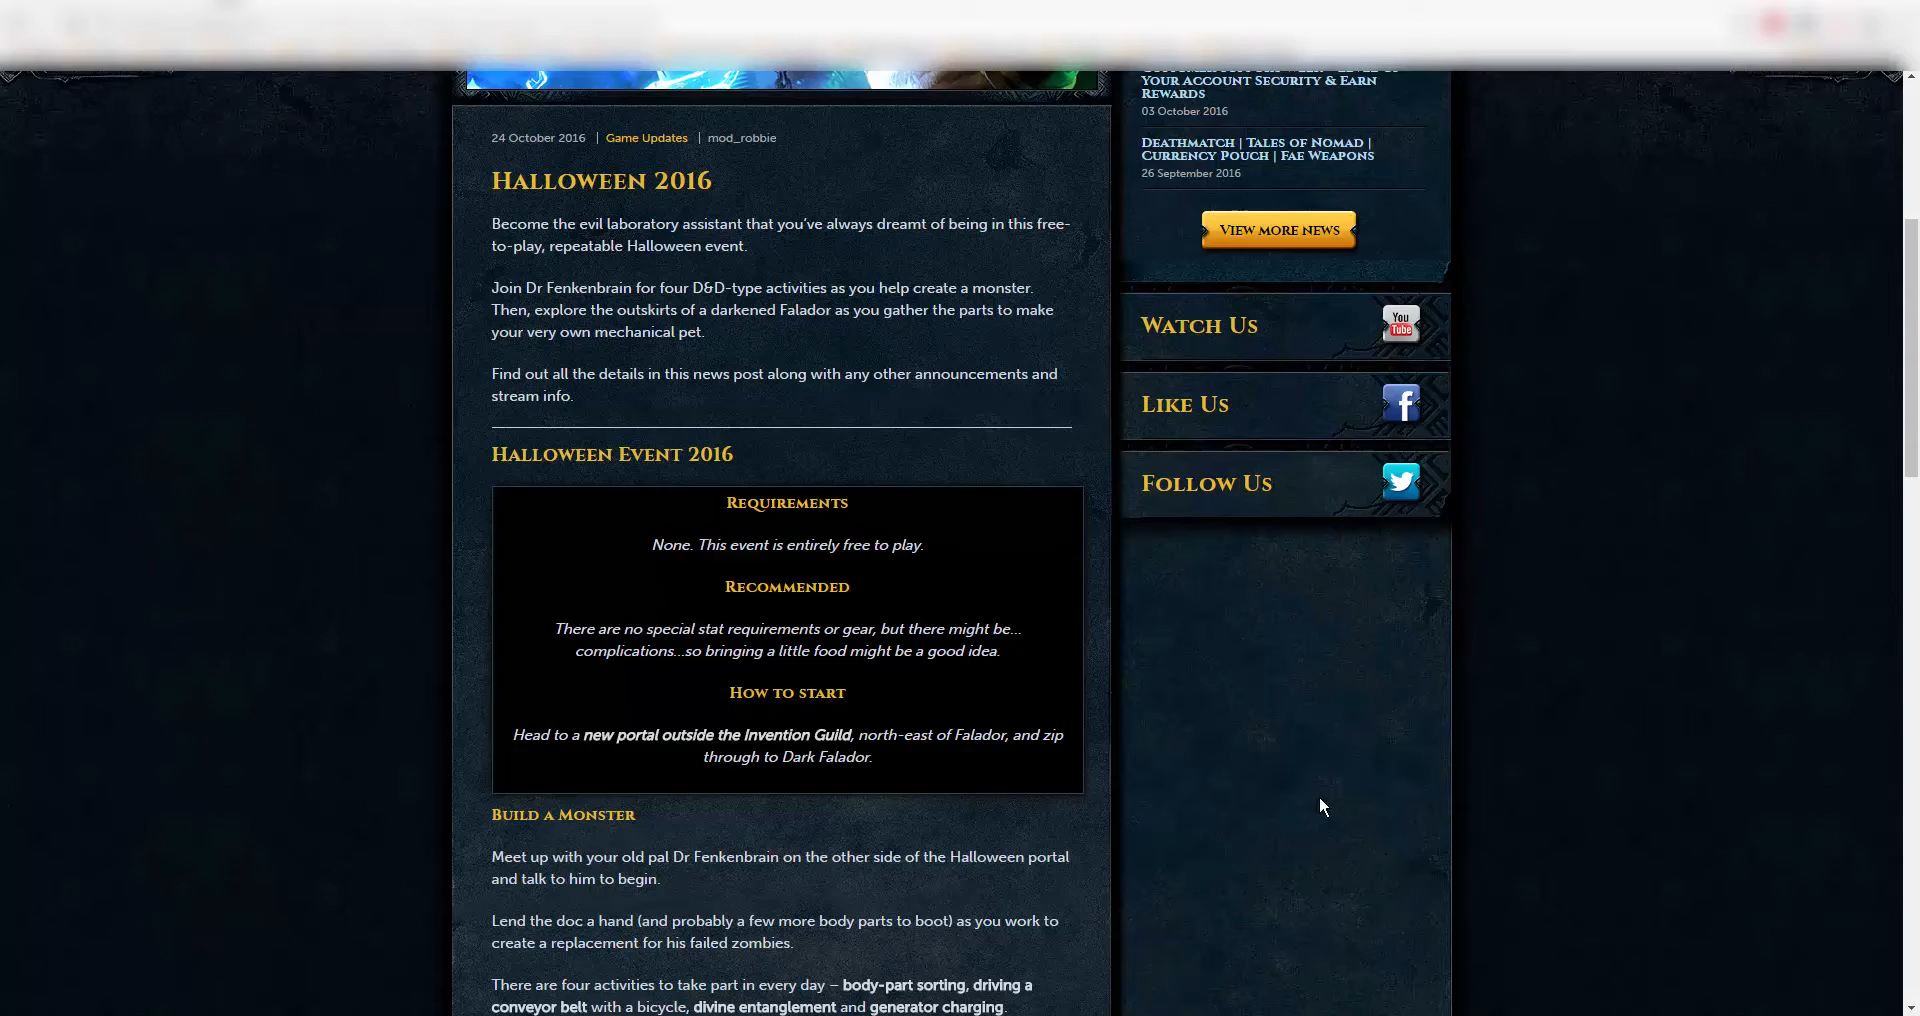 24 October 2016 | Game Updates | mod_robbie
Halloween 2016
Become the evil laboratory assistant that you've always dreamt of being in this free-
to-play, repeatable Halloween event.
Join Dr Fenkenbrain for four D&D-type activities as you help create a monster.
Then, explore the outskirts of a darkened Falador as you gather the parts to make
your very own mechanical pet.
Find out all the details in this news post along with any other announcements and
stream info.
Halloween Event 2016
Requirements
None. This event is entirely free to play.
Recommended
There are no special stat requirements or gear, but there might be...
complications...so bringing a little food might be a good idea.
How to start
Head to a new portal outside the Invention Guild, north-east of Falador, and zip
through to Dark Falador.
Build a Monster
Meet up with your old pal Dr Fenkenbrain on the other side of the Halloween portal
and talk to him to begin.
Lend the doc a hand (and probably a few more body parts to boot) as you work to
create a replacement for his failed zombies.
There are four activities to take part in every day – body-part sorting, driving a
conveyor belt with a bicycle, divine entanglement and generator charging.
Your Account Security & Earn
Rewards
03 October 2016
Deathmatch | Tales of Nomad |
Currency Pouch | Fae Weapons
26 September 2016
View more news
Watch Us
You
Tube
Like Us
f
Follow Us